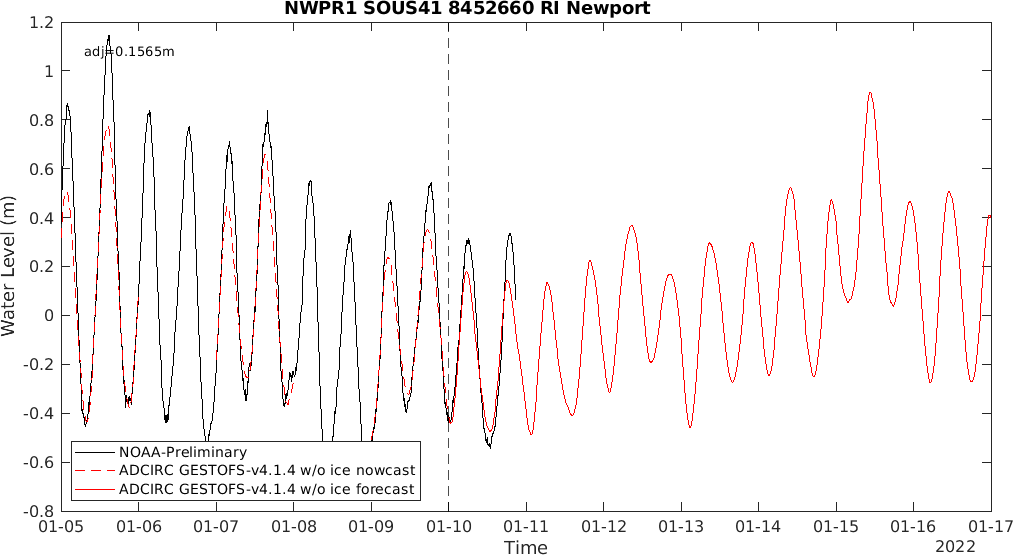 NWPR1 SOUS41 8452660 RI Newport
adj=0.1565m
1.2
1
0.8
0.6
0.4
0.2
0
-0.2
-0.4
-0.6
-0.8
Water Level (m)
NOAA-Preliminary
ADCIRC GESTOFS-v4.1.4 w/o ice nowcast
ADCIRC GESTOFS-v4.1.4 w/o ice forecast
01-05 01-06 01-07 01-08 01-09 01-10 01-11 01-12 01-13 01-14 01-15 01-16 01-17
Time
2022